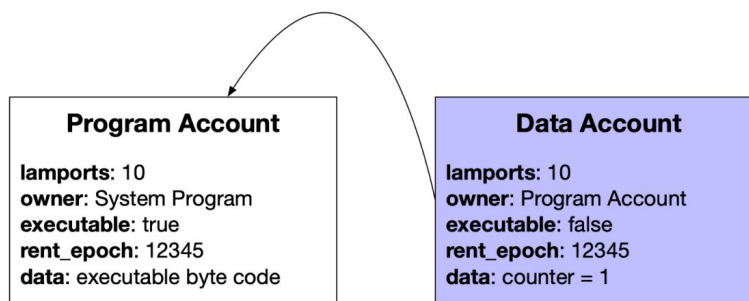 Program Account
lamports: 10
owner: System Program
executable: true
rent_epoch: 12345
data: executable byte code
Data Account
lamports: 10
owner: Program Account
executable: false
rent_epoch: 12345
data: counter = 1